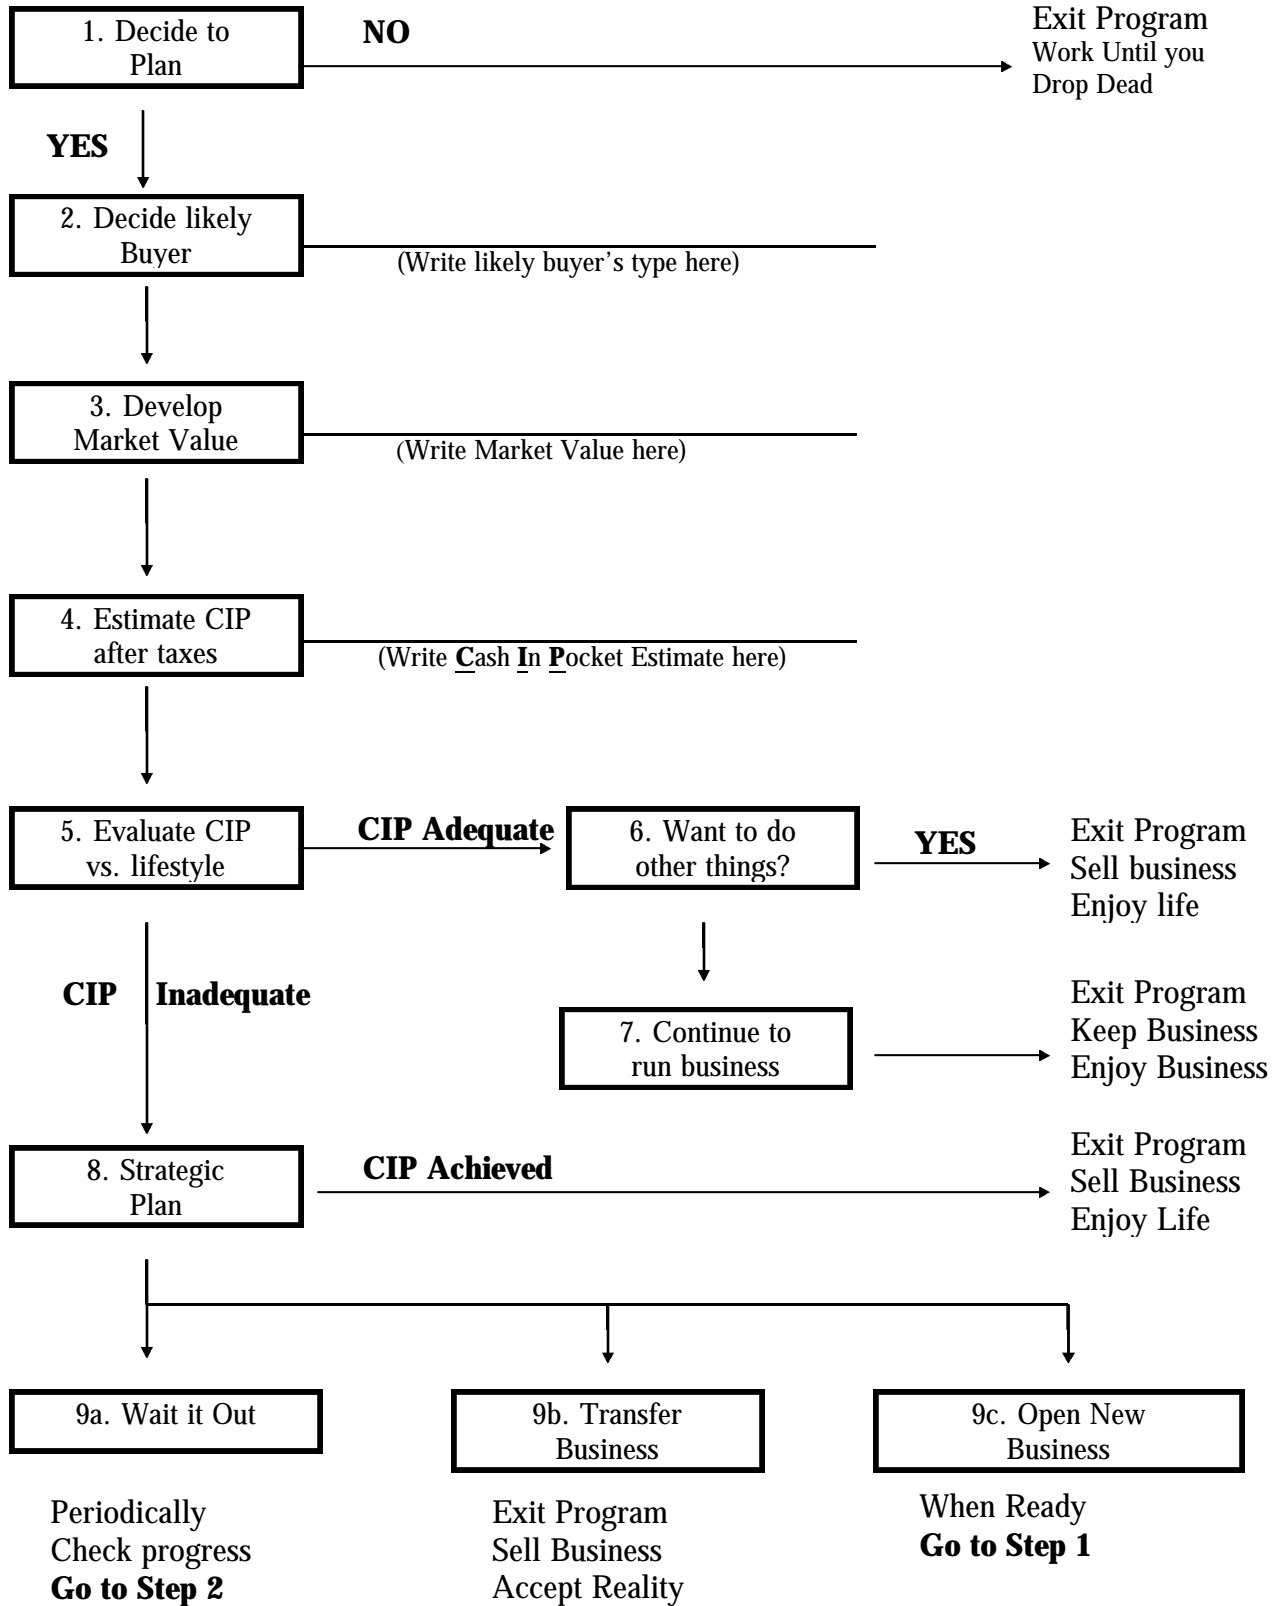 1. Decide to
Plan
NO
Exit Program
Work Until you
Drop Dead
YES
2. Decide likely
Buyer
(Write likely buyer’s type here)
3. Develop
Market Value
(Write Market Value here)
4. Estimate CIP
after taxes
(Write Cash In Pocket Estimate here)
5. Evaluate CIP
vs. lifestyle
CIP Adequate
6. Want to do
other things?
YES
Exit Program
Sell business
Enjoy life
CIP Inadequate
7. Continue to
run business
Exit Program
Keep Business
Enjoy Business
8. Strategic
Plan
CIP Achieved
Exit Program
Sell Business
Enjoy Life
9a. Wait it Out
9b. Transfer
Business
9c. Open New
Business
Periodically
Check progress
Go to Step 2
Exit Program
Sell Business
Accept Reality
When Ready
Go to Step 1